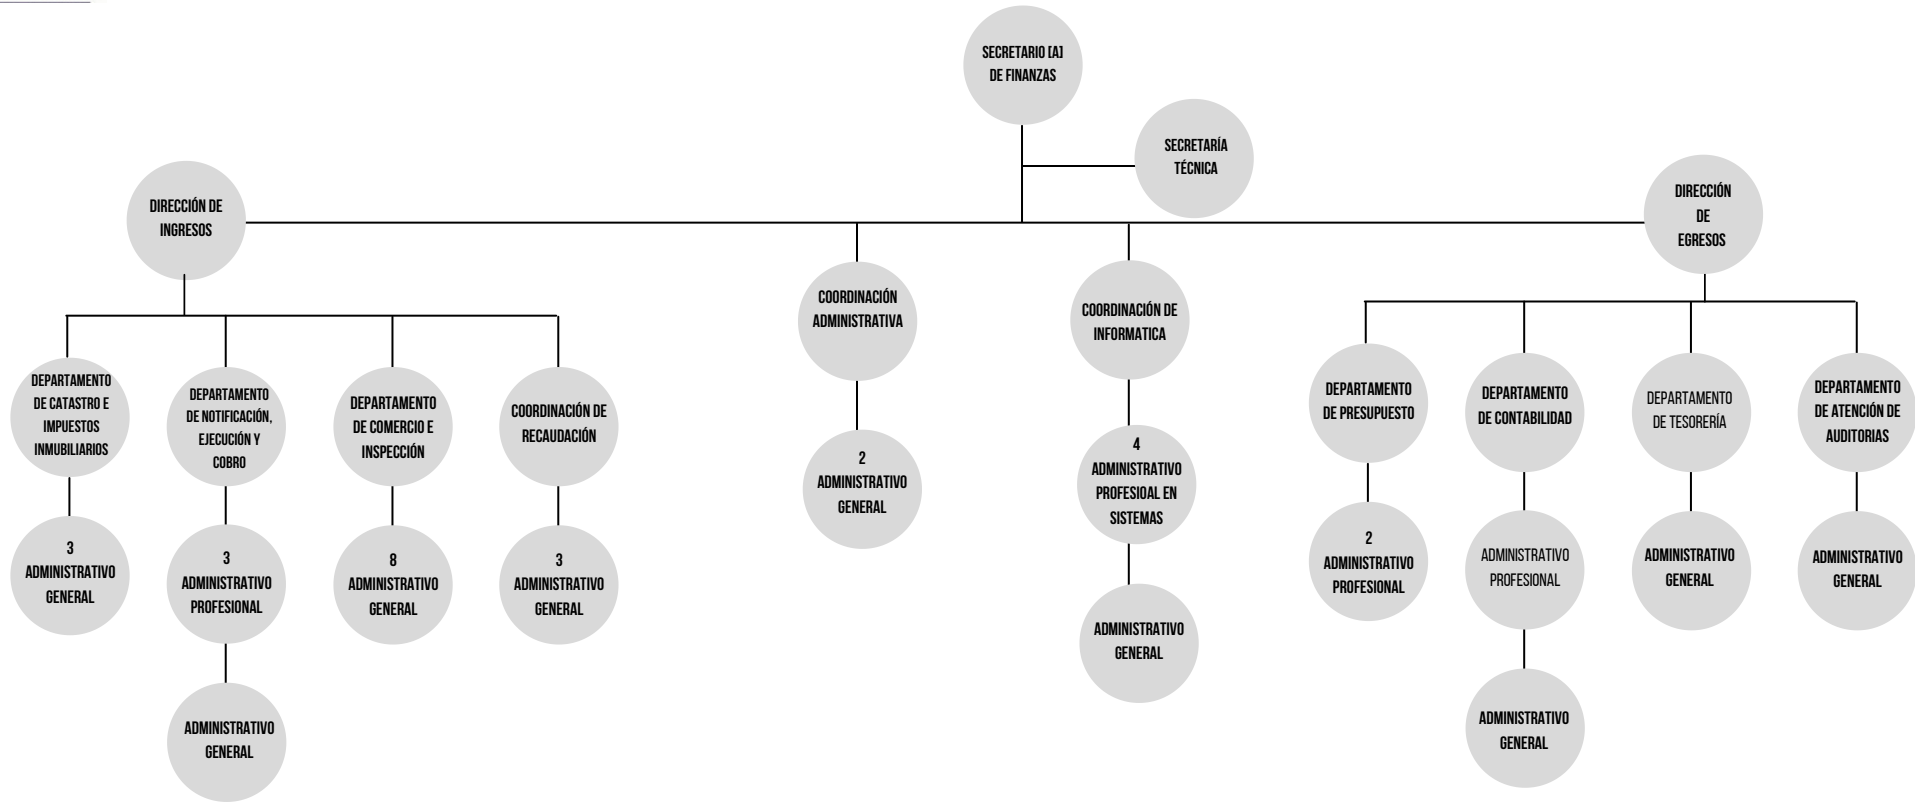 SECRETARIO [A]
DE FINANZAS
SECRETARÍA
TÉCNICA
DIRECCIÓN DE
INGRESOS
DIRECCIÓN
DE
EGRESOS
COORDINACIÓN
ADMINISTRATIVA
COORDINACIÓN DE
INFORMATICA
DEPARTAMENTO
DE CATASTRO E
IMPUESTOS
INMUBILIARIOS
DEPARTAMENTO
DE NOTIFICACIÓN,
EJECUCIÓN Y
COBRO
DEPARTAMENTO
DE COMERCIO E
INSPECCIÓN
COORDINACIÓN DE
RECAUDACIÓN
DEPARTAMENTO
DE PRESUPUESTO
DEPARTAMENTO
DE CONTABILIDAD
DEPARTAMENTO
DE TESORERÍA
DEPARTAMENTO
DE ATENCIÓN DE
AUDITORIAS
3
ADMINISTRATIVO
GENERAL
3
ADMINISTRATIVO
PROFESIONAL
8
ADMINISTRATIVO
GENERAL
3
ADMINISTRATIVO
GENERAL
2
ADMINISTRATIVO
GENERAL
4
ADMINISTRATIVO
PROFESIOAL EN
SISTEMAS
2
ADMINISTRATIVO
PROFESIONAL
ADMINISTRATIVO
PROFESIONAL
ADMINISTRATIVO
GENERAL
ADMINISTRATIVO
GENERAL
ADMINISTRATIVO
GENERAL
ADMINISTRATIVO
GENERAL
ADMINISTRATIVO
GENERAL